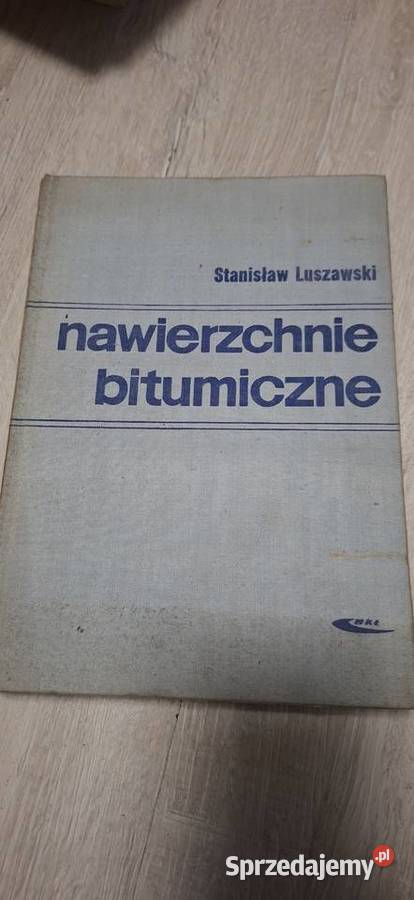 Stanisław Luszawski
nawierzchnie
bitumiczne
WKŁ
Sprzedajemy.pl